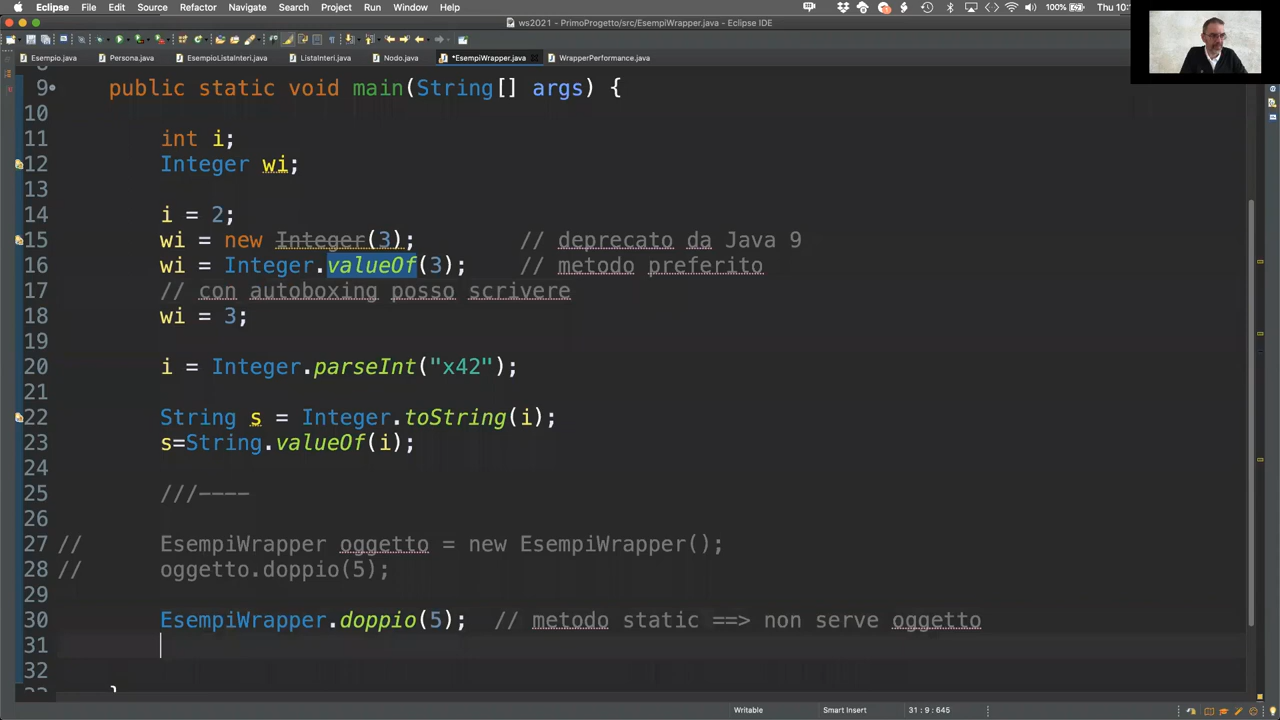 Eclipse File Edit Source Refactor Navigate Search Project Run Window Help 100% Thu 10:
ws2021 - PrimoProgetto/src/EsempiWrapper.java - Eclipse IDE
Esempio.java Persona.java EsempioListaInteri.java ListaInteri.java Nodo.java *EsempiWrapper.java WrapperPerformance.java
9 public static void main(String[] args) {
10
11 int i;
12 Integer wi;
13
14 i = 2;
15 wi = new Integer(3); // deprecato da Java 9
16 wi = Integer.valueOf(3); // metodo preferito
17 // con autoboxing posso scrivere
18 wi = 3;
19
20 i = Integer.parseInt("x42");
21
22 String s = Integer.toString(i);
23 s=String.valueOf(i);
24
25 ///----
26
27 // EsempiWrapper oggetto = new EsempiWrapper();
28 // oggetto.doppio(5);
29
30 EsempiWrapper.doppio(5); // metodo static ==> non serve oggetto
31
32
33 }
Writable Smart Insert 31 : 9 : 645